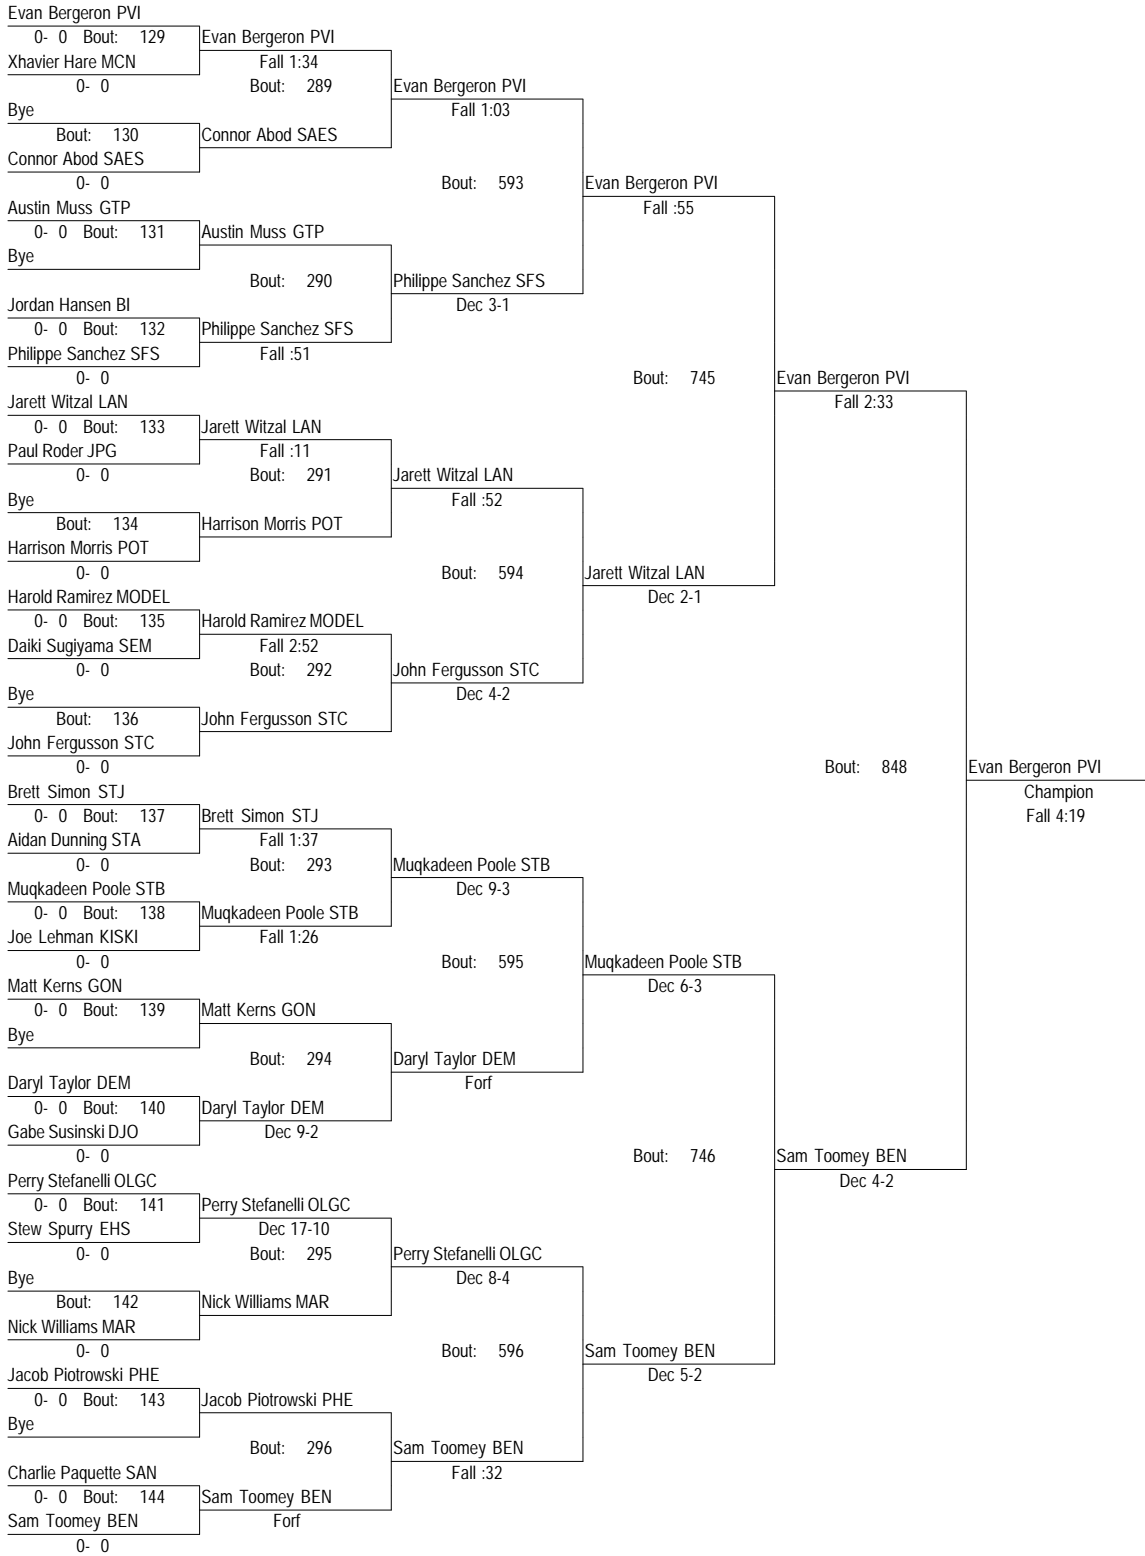 Evan Bergeron PVI
0- 0 Bout: 129
Evan Bergeron PVI
Xhavier Hare MCN
Fall 1:34
0- 0
Bout: 289
Evan Bergeron PVI
Bye
Fall 1:03
Bout: 130
Connor Abod SAES
Connor Abod SAES
0- 0
Bout: 593
Evan Bergeron PVI
Austin Muss GTP
Fall :55
0- 0 Bout: 131
Austin Muss GTP
Bye
Bout: 290
Philippe Sanchez SFS
Jordan Hansen BI
Dec 3-1
0- 0 Bout: 132
Philippe Sanchez SFS
Philippe Sanchez SFS
Fall :51
0- 0
Bout: 745
Evan Bergeron PVI
Jarett Witzal LAN
Fall 2:33
0- 0 Bout: 133
Jarett Witzal LAN
Paul Roder JPG
Fall :11
0- 0
Bout: 291
Jarett Witzal LAN
Bye
Fall :52
Bout: 134
Harrison Morris POT
Harrison Morris POT
0- 0
Bout: 594
Jarett Witzal LAN
Harold Ramirez MODEL
Dec 2-1
0- 0 Bout: 135
Harold Ramirez MODEL
Daiki Sugiyama SEM
Fall 2:52
0- 0
Bout: 292
John Fergusson STC
Bye
Dec 4-2
Bout: 136
John Fergusson STC
John Fergusson STC
0- 0
Bout: 848
Evan Bergeron PVI
Brett Simon STJ
Champion
0- 0 Bout: 137
Brett Simon STJ
Fall 4:19
Aidan Dunning STA
Fall 1:37
0- 0
Bout: 293
Muqkadeen Poole STB
Muqkadeen Poole STB
Dec 9-3
0- 0 Bout: 138
Muqkadeen Poole STB
Joe Lehman KISKI
Fall 1:26
0- 0
Bout: 595
Muqkadeen Poole STB
Matt Kerns GON
Dec 6-3
0- 0 Bout: 139
Matt Kerns GON
Bye
Bout: 294
Daryl Taylor DEM
Daryl Taylor DEM
Forf
0- 0 Bout: 140
Daryl Taylor DEM
Gabe Susinski DJO
Dec 9-2
0- 0
Bout: 746
Sam Toomey BEN
Perry Stefanelli OLGC
Dec 4-2
0- 0 Bout: 141
Perry Stefanelli OLGC
Stew Spurry EHS
Dec 17-10
0- 0
Bout: 295
Perry Stefanelli OLGC
Bye
Dec 8-4
Bout: 142
Nick Williams MAR
Nick Williams MAR
0- 0
Bout: 596
Sam Toomey BEN
Jacob Piotrowski PHE
Dec 5-2
0- 0 Bout: 143
Jacob Piotrowski PHE
Bye
Bout: 296
Sam Toomey BEN
Charlie Paquette SAN
Fall :32
0- 0 Bout: 144
Sam Toomey BEN
Sam Toomey BEN
Forf
0- 0